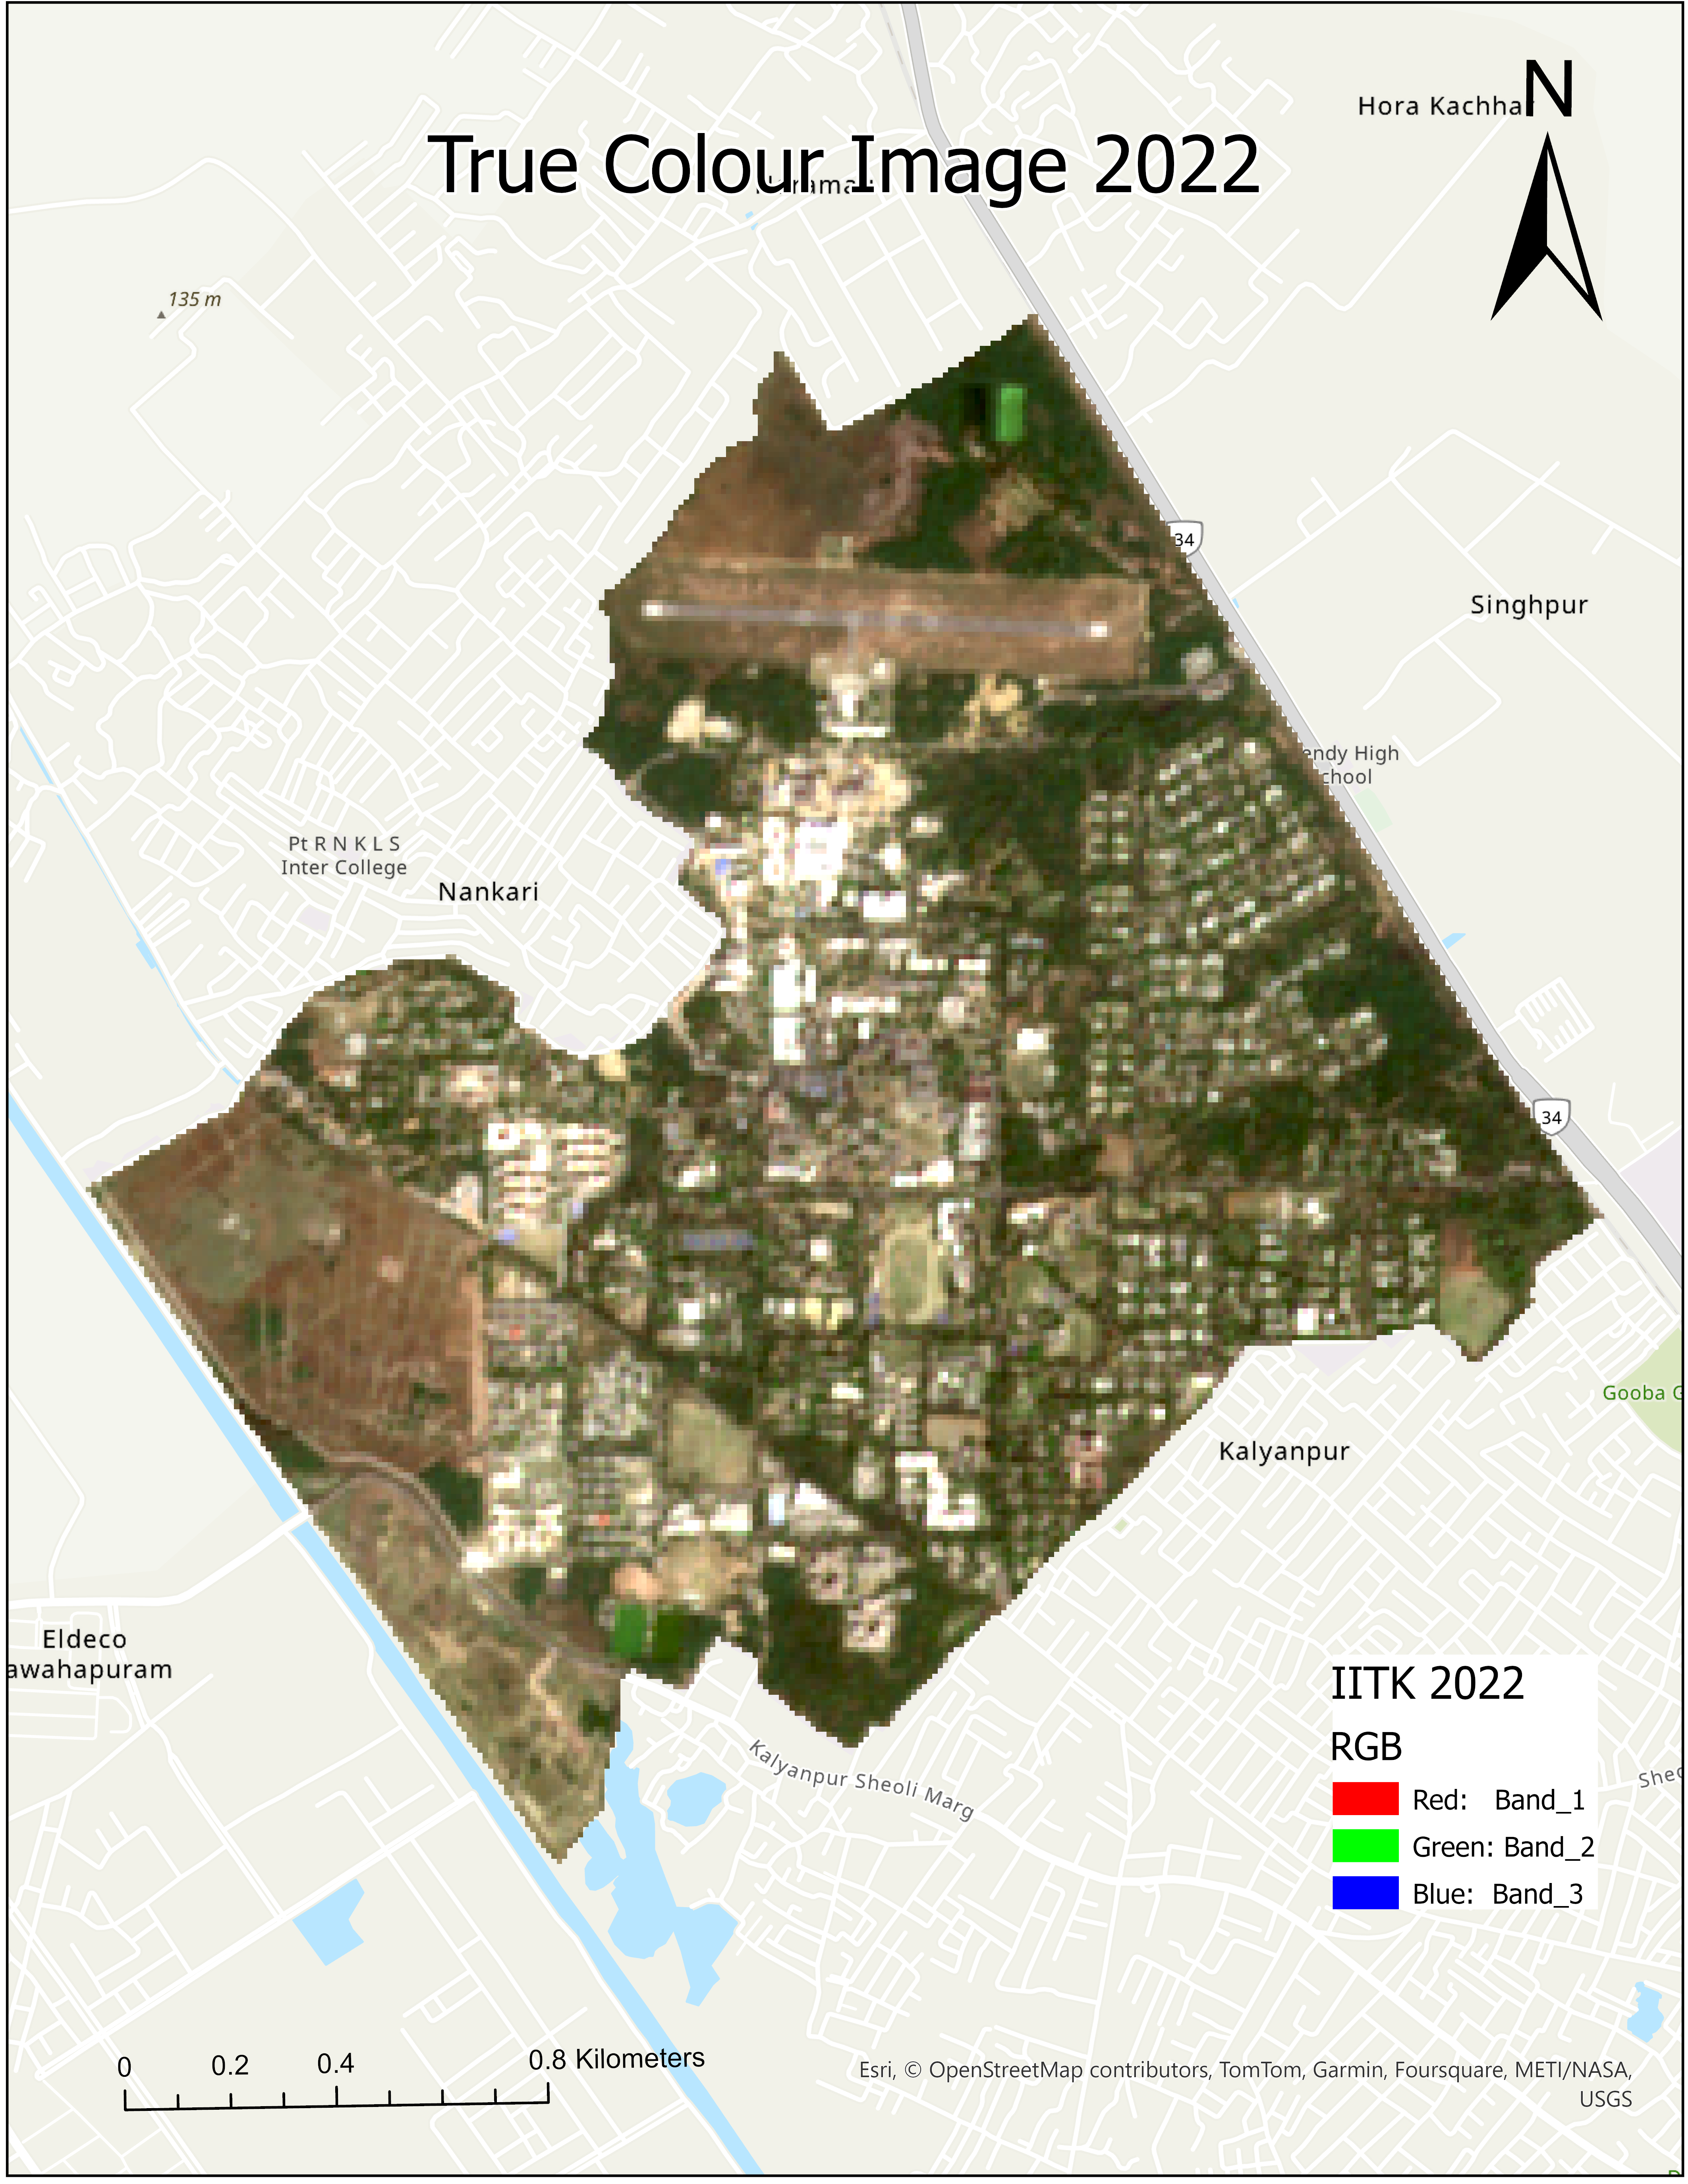 Hora Kachhar
N
True Colour Image 2022
135 m
34
Singhpur
endy High
chool
Pt R N K L S
Inter College
Nankari
34
Gooba G
Kalyanpur
Eldeco
awahapuram
Kalyanpur Sheoli Marg
Sheo
IITK 2022
RGB
Red: Band_1
Green: Band_2
Blue: Band_3
0 0.2 0.4 0.8 Kilometers
Esri, © OpenStreetMap contributors, TomTom, Garmin, Foursquare, METI/NASA,
USGS